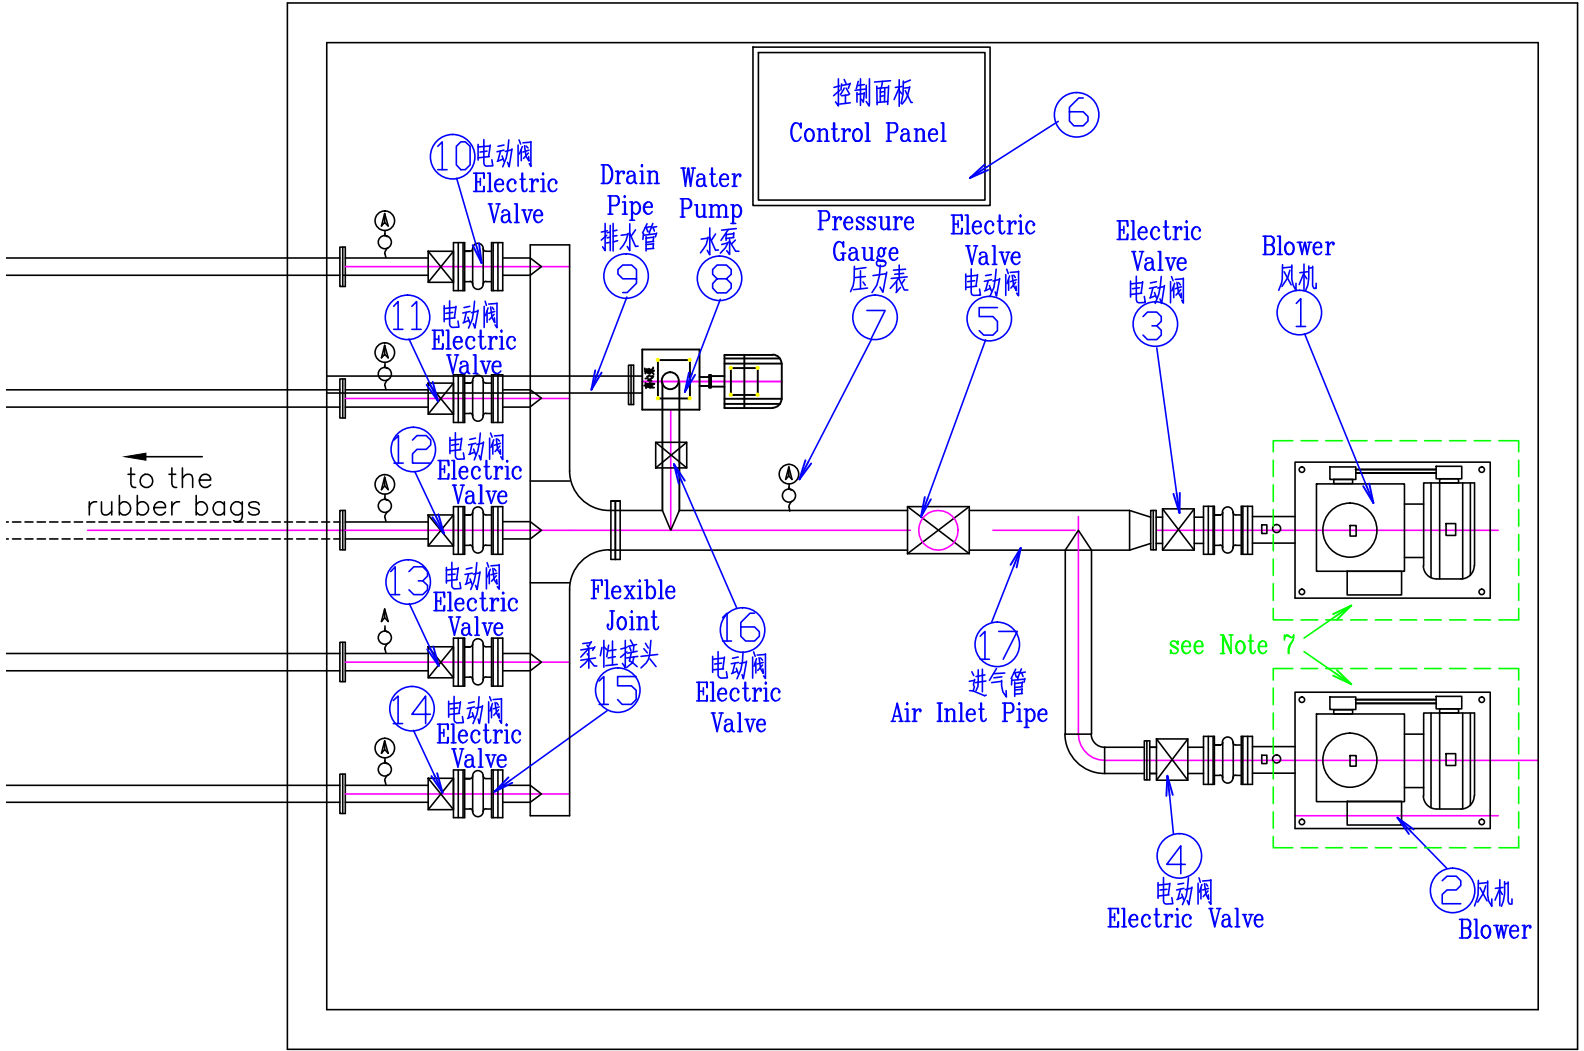 控制面板
Control Panel
6
10
电动阀
Electric
Valve
Drain
Pipe
排水管
9
Water
Pump
水泵
8
Pressure
Gauge
压力表
7
Electric
Valve
电动阀
5
Electric
Valve
电动阀
3
Blower
风机
1
A
11
电动阀
Electric
Valve
A
12
电动阀
Electric
Valve
A
A
to the
rubber bags
13
电动阀
Electric
Valve
A
Flexible
Joint
柔性接头
15
16
电动阀
Electric
Valve
17
进气管
Air Inlet Pipe
see Note 7
14
电动阀
Electric
Valve
A
4
电动阀
Electric Valve
2
风机
Blower